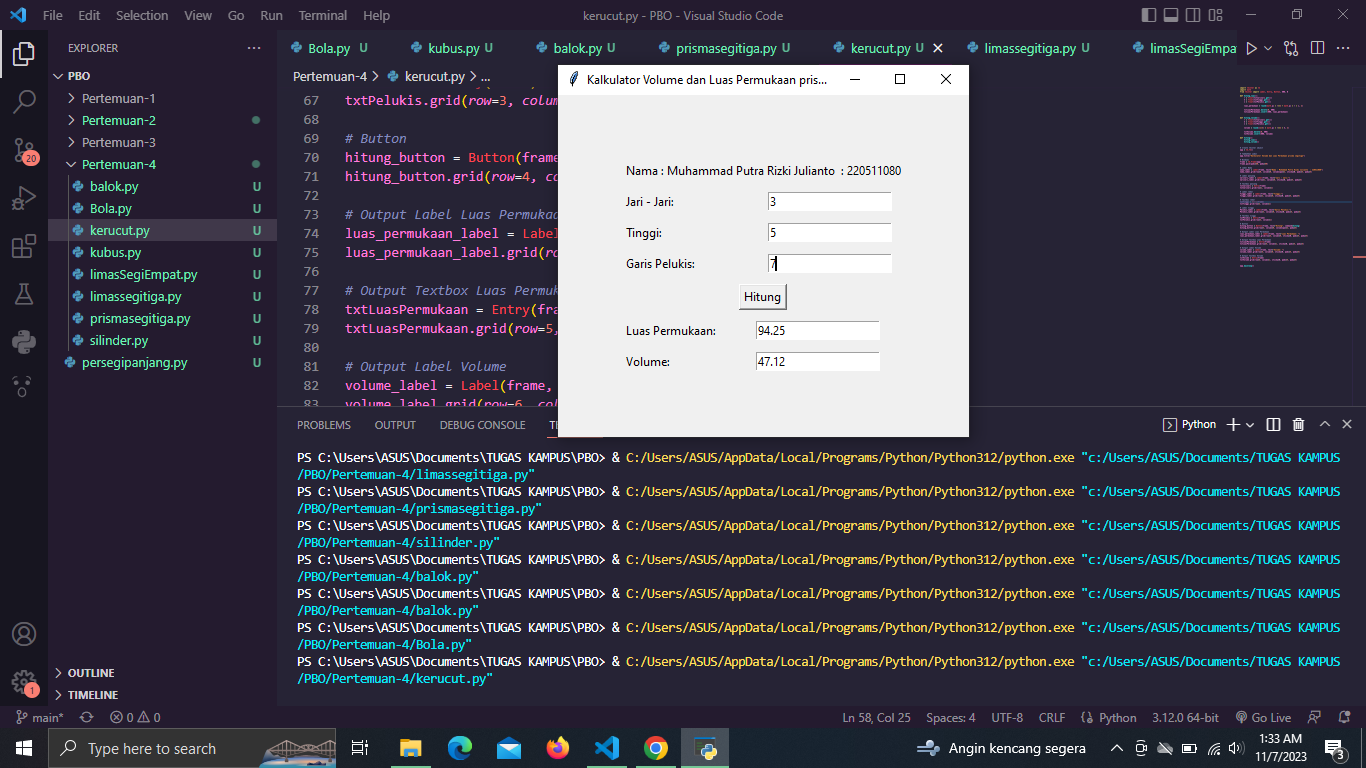 File Edit Selection View Go Run Terminal Help
kerucut.py - PBO - Visual Studio Code
EXPLORER
PBO
Pertemuan-1
Pertemuan-2
Pertemuan-3
Pertemuan-4
balok.py U
Bola.py U
kerucut.py U
kubus.py U
limasSegiEmpat.py U
limassegitiga.py U
prismasegitiga.py U
silinder.py U
persegipanjang.py U
OUTLINE
TIMELINE
20
1
Bola.py U kubus.py U balok.py U prismasegitiga.py U kerucut.py U limassegitiga.py U limasSegiEmpat
Pertemuan-4 > kerucut.py > ...
67 txtPelukis.grid(row=3, colum
68
69 # Button
70 hitung_button = Button(frame
71 hitung_button.grid(row=4, co
72
73 # Output Label Luas Permukaa
74 luas_permukaan_label = Label
75 luas_permukaan_label.grid(ro
76
77 # Output Textbox Luas Permuk
78 txtLuasPermukaan = Entry(fra
79 txtLuasPermukaan.grid(row=5,
80
81 # Output Label Volume
82 volume_label = Label(frame,
83 volume_label.grid(row=6, col
Kalkulator Volume dan Luas Permukaan pris...
Nama : Muhammad Putra Rizki Julianto : 220511080
Jari - Jari: 3
Tinggi: 5
Garis Pelukis: 7
Hitung
Luas Permukaan: 94.25
Volume: 47.12
PROBLEMS OUTPUT DEBUG CONSOLE
Python
PS C:\Users\ASUS\Documents\TUGAS KAMPUS\PBO> & C:/Users/ASUS/AppData/Local/Programs/Python/Python312/python.exe "c:/Users/ASUS/Documents/TUGAS KAMPUS
/PBO/Pertemuan-4/limassegitiga.py"
PS C:\Users\ASUS\Documents\TUGAS KAMPUS\PBO> & C:/Users/ASUS/AppData/Local/Programs/Python/Python312/python.exe "c:/Users/ASUS/Documents/TUGAS KAMPUS
/PBO/Pertemuan-4/prismasegitiga.py"
PS C:\Users\ASUS\Documents\TUGAS KAMPUS\PBO> & C:/Users/ASUS/AppData/Local/Programs/Python/Python312/python.exe "c:/Users/ASUS/Documents/TUGAS KAMPUS
/PBO/Pertemuan-4/silinder.py"
PS C:\Users\ASUS\Documents\TUGAS KAMPUS\PBO> & C:/Users/ASUS/AppData/Local/Programs/Python/Python312/python.exe "c:/Users/ASUS/Documents/TUGAS KAMPUS
/PBO/Pertemuan-4/balok.py"
PS C:\Users\ASUS\Documents\TUGAS KAMPUS\PBO> & C:/Users/ASUS/AppData/Local/Programs/Python/Python312/python.exe "c:/Users/ASUS/Documents/TUGAS KAMPUS
/PBO/Pertemuan-4/balok.py"
PS C:\Users\ASUS\Documents\TUGAS KAMPUS\PBO> & C:/Users/ASUS/AppData/Local/Programs/Python/Python312/python.exe "c:/Users/ASUS/Documents/TUGAS KAMPUS
/PBO/Pertemuan-4/Bola.py"
PS C:\Users\ASUS\Documents\TUGAS KAMPUS\PBO> & C:/Users/ASUS/AppData/Local/Programs/Python/Python312/python.exe "c:/Users/ASUS/Documents/TUGAS KAMPUS
/PBO/Pertemuan-4/kerucut.py"
main* 0 0
Ln 58, Col 25 Spaces: 4 UTF-8 CRLF Python 3.12.0 64-bit Go Live
Type here to search
Angin kencang segera
1:33 AM
11/7/2023
3